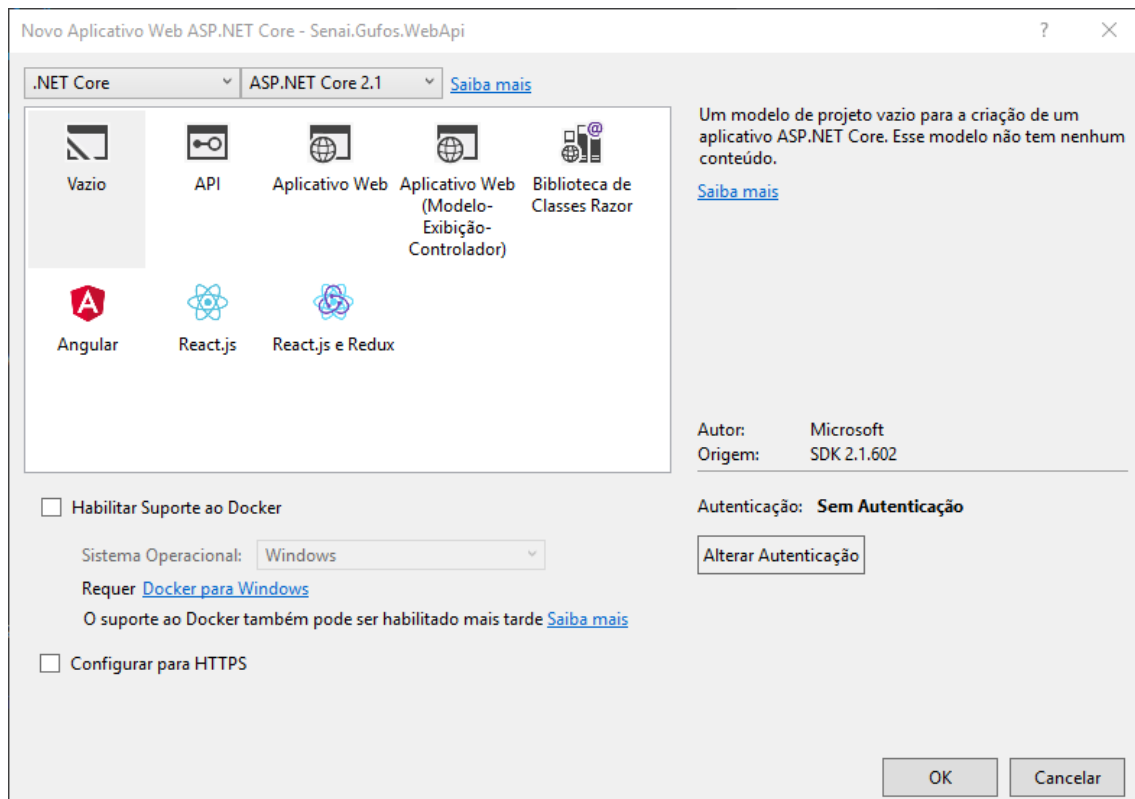 Novo Aplicativo Web ASP.NET Core - Senai.Gufos.WebApi
?
.NET Core
ASP.NET Core 2.1
Saiba mais
Vazio
API
Aplicativo Web
Aplicativo Web
(Modelo-
Exibição-
Controlador)
Biblioteca de
Classes Razor
Angular
React.js
React.js e Redux
Um modelo de projeto vazio para a criação de um
aplicativo ASP.NET Core. Esse modelo não tem nenhum
conteúdo.
Saiba mais
Autor: Microsoft
Origem: SDK 2.1.602
Habilitar Suporte ao Docker
Sistema Operacional: Windows
Requer Docker para Windows
O suporte ao Docker também pode ser habilitado mais tarde Saiba mais
Configurar para HTTPS
Autenticação: Sem Autenticação
Alterar Autenticação
OK
Cancelar